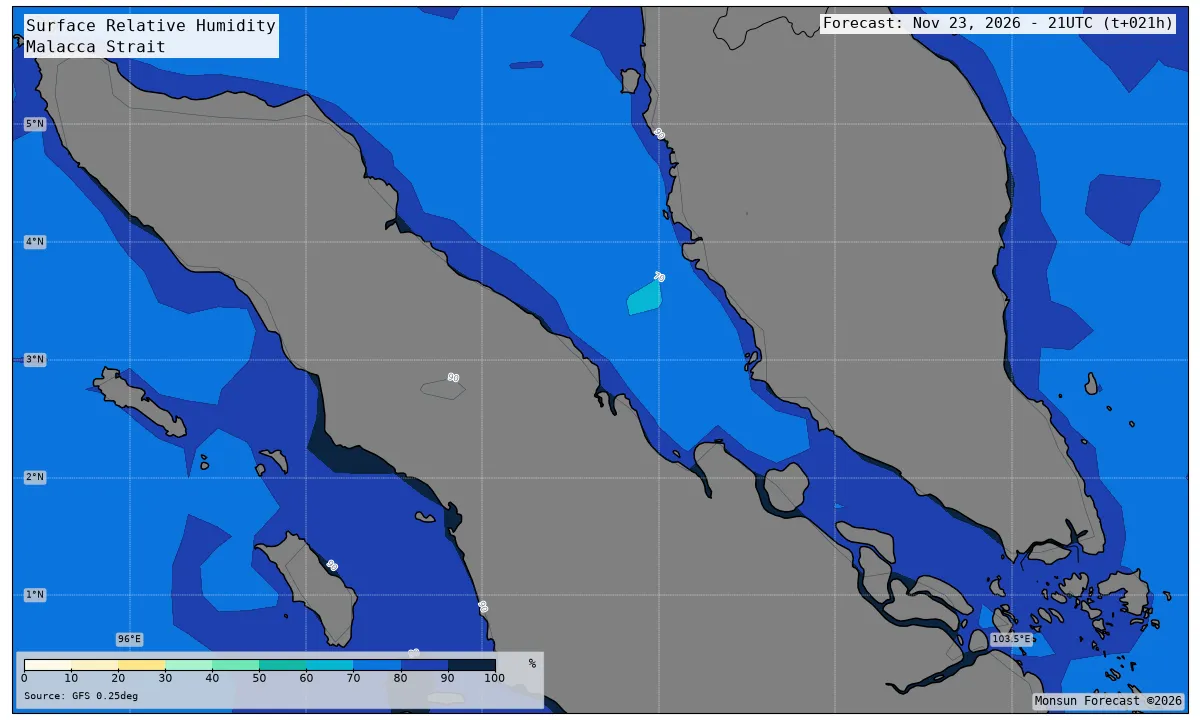 Surface Relative Humidity
Malacca Strait
Forecast: Nov 23, 2026 - 21UTC (t+021h)
5°N
90
4°N
70
3°N
90
2°N
90
1°N
90
96°E
103.5°E
90
%
0 10 20 30 40 50 60 70 80 90 100
Source: GFS 0.25deg
Monsun Forecast ©2026